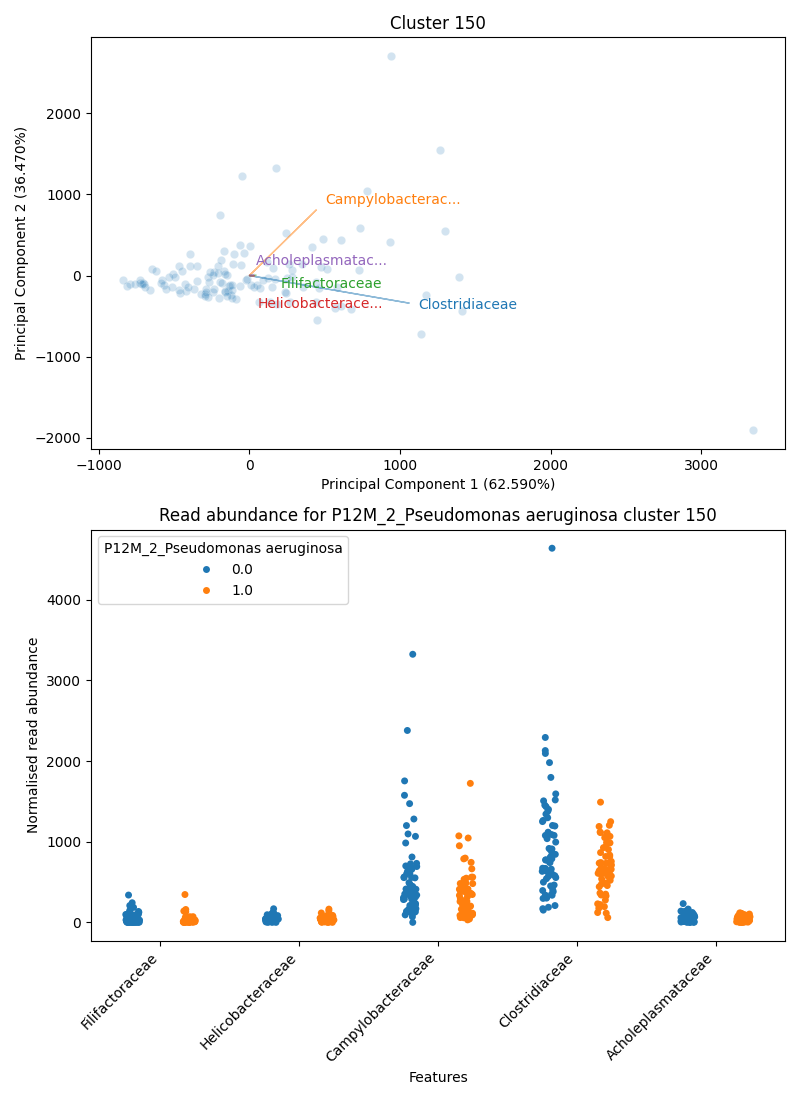 Cluster 150
Principal Component 2 (36.470%)
2000
1000
0
−1000
−2000
Campylobacterac...
Acholeplasmatac...
Filifactoraceae
Helicobacterace...
Clostridiaceae
−1000
0
1000
2000
3000
Principal Component 1 (62.590%)
Read abundance for P12M_2_Pseudomonas aeruginosa cluster 150
P12M_2_Pseudomonas aeruginosa
0.0
1.0
Normalised read abundance
4000
3000
2000
1000
0
Filifactoraceae
Helicobacteraceae
Campylobacteraceae
Clostridiaceae
Acholeplasmataceae
Features